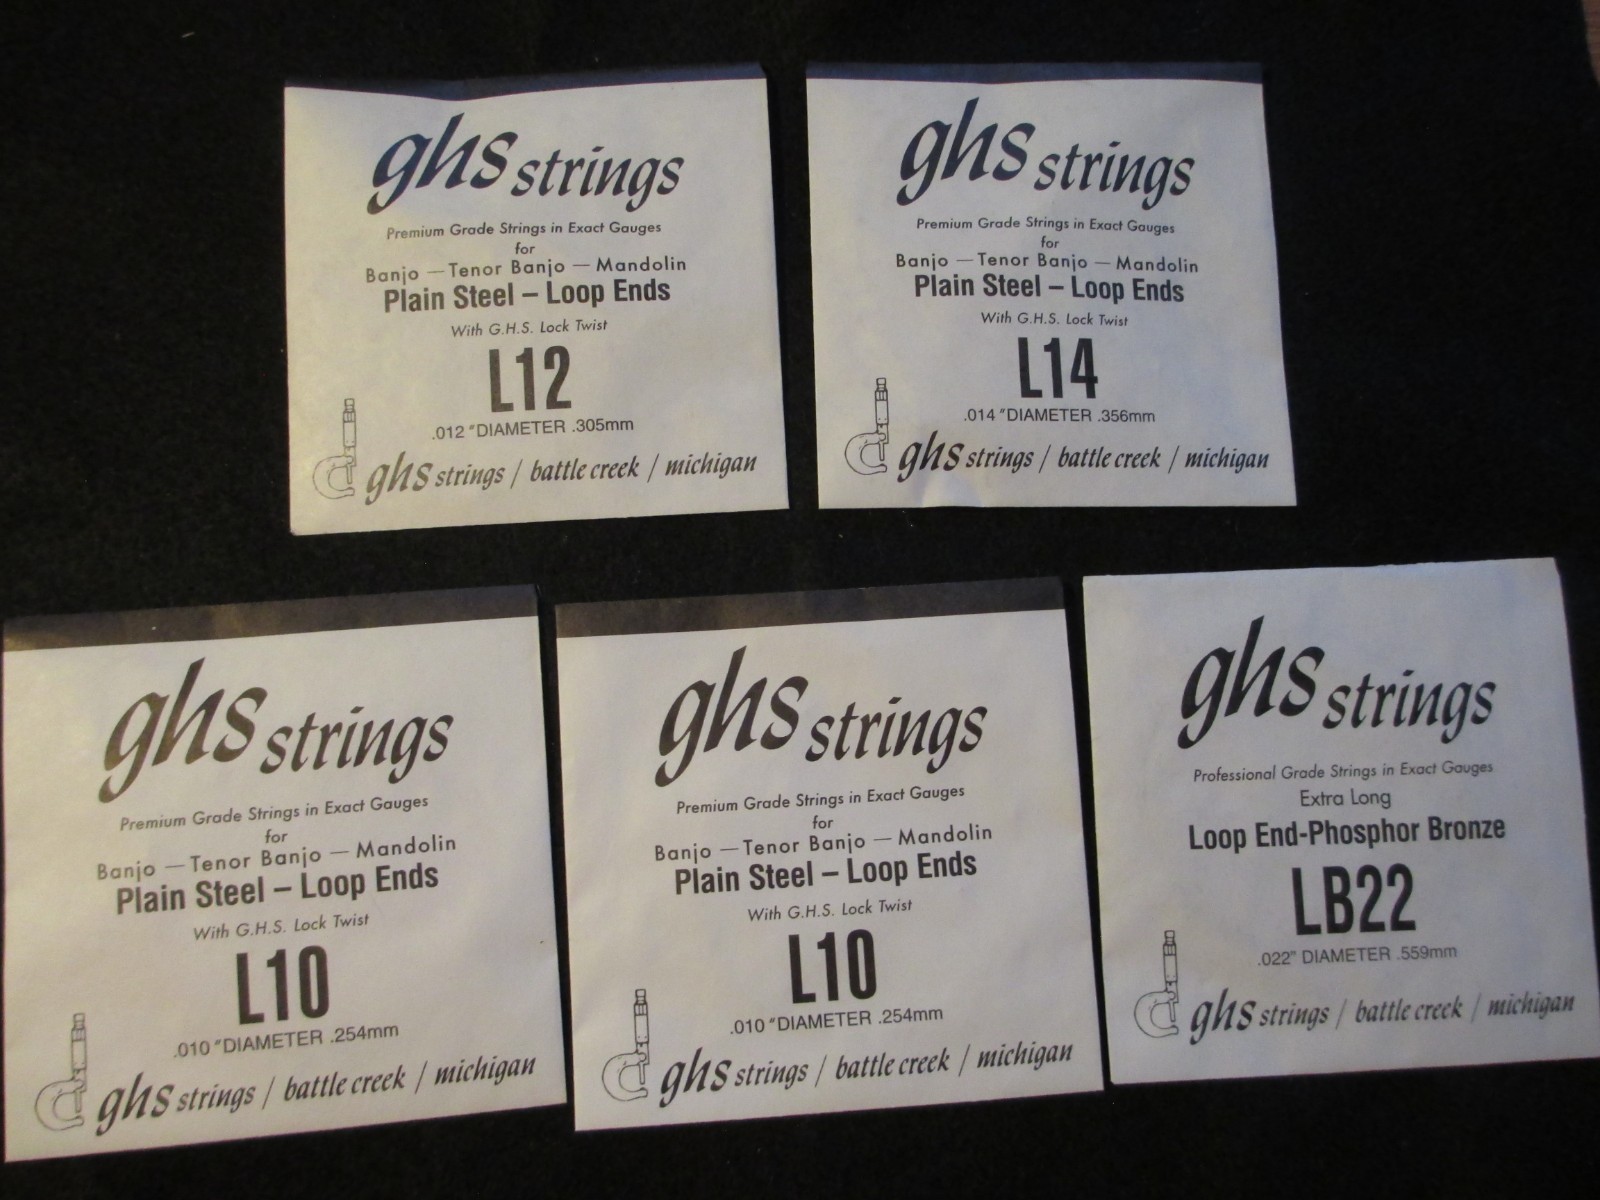 ghs strings
Premium Grade Strings in Exact Gauges
for
Banjo — Tenor Banjo — Mandolin
Plain Steel – Loop Ends
With G.H.S. Lock Twist
L12
.012 "DIAMETER .305mm
ghs strings / battle creek / michigan
ghs strings
Premium Grade Strings in Exact Gauges
for
Banjo — Tenor Banjo — Mandolin
Plain Steel – Loop Ends
With G.H.S. Lock Twist
L14
.014 "DIAMETER .356mm
ghs strings / battle creek / michigan
ghs strings
Premium Grade Strings in Exact Gauges
for
Banjo — Tenor Banjo — Mandolin
Plain Steel – Loop Ends
With G.H.S. Lock Twist
L10
.010 "DIAMETER .254mm
ghs strings / battle creek / michigan
ghs strings
Premium Grade Strings in Exact Gauges
for
Banjo — Tenor Banjo — Mandolin
Plain Steel – Loop Ends
With G.H.S. Lock Twist
L10
.010 "DIAMETER .254mm
ghs strings / battle creek / michigan
ghs strings
Professional Grade Strings in Exact Gauges
Extra Long
Loop End-Phosphor Bronze
LB22
.022" DIAMETER .559mm
ghs strings / battle creek / michigan